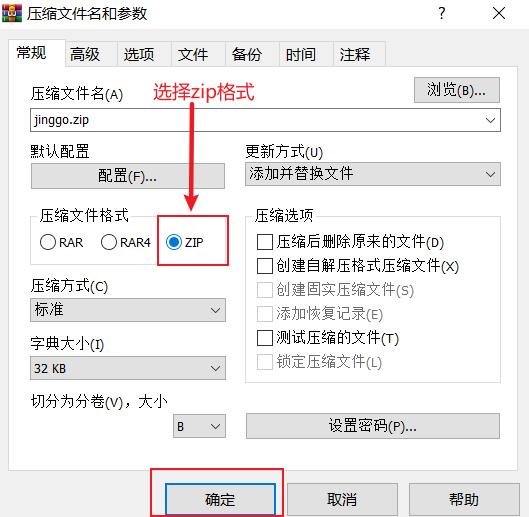 压缩文件名和参数
常规 高级 选项 文件 备份 时间 注释
压缩文件名(A)
选择zip格式
浏览(B)...
jinggo.zip
默认配置
配置(F)...
更新方式(U)
添加并替换文件
压缩文件格式
RAR RAR4 ZIP
压缩方式(C)
标准
字典大小(I)
32 KB
切分为分卷(V)，大小
B
压缩选项
压缩后删除原来的文件(D)
创建自解压格式压缩文件(X)
创建固实压缩文件(S)
添加恢复记录(E)
测试压缩的文件(T)
锁定压缩文件(L)
设置密码(P)...
确定 取消 帮助